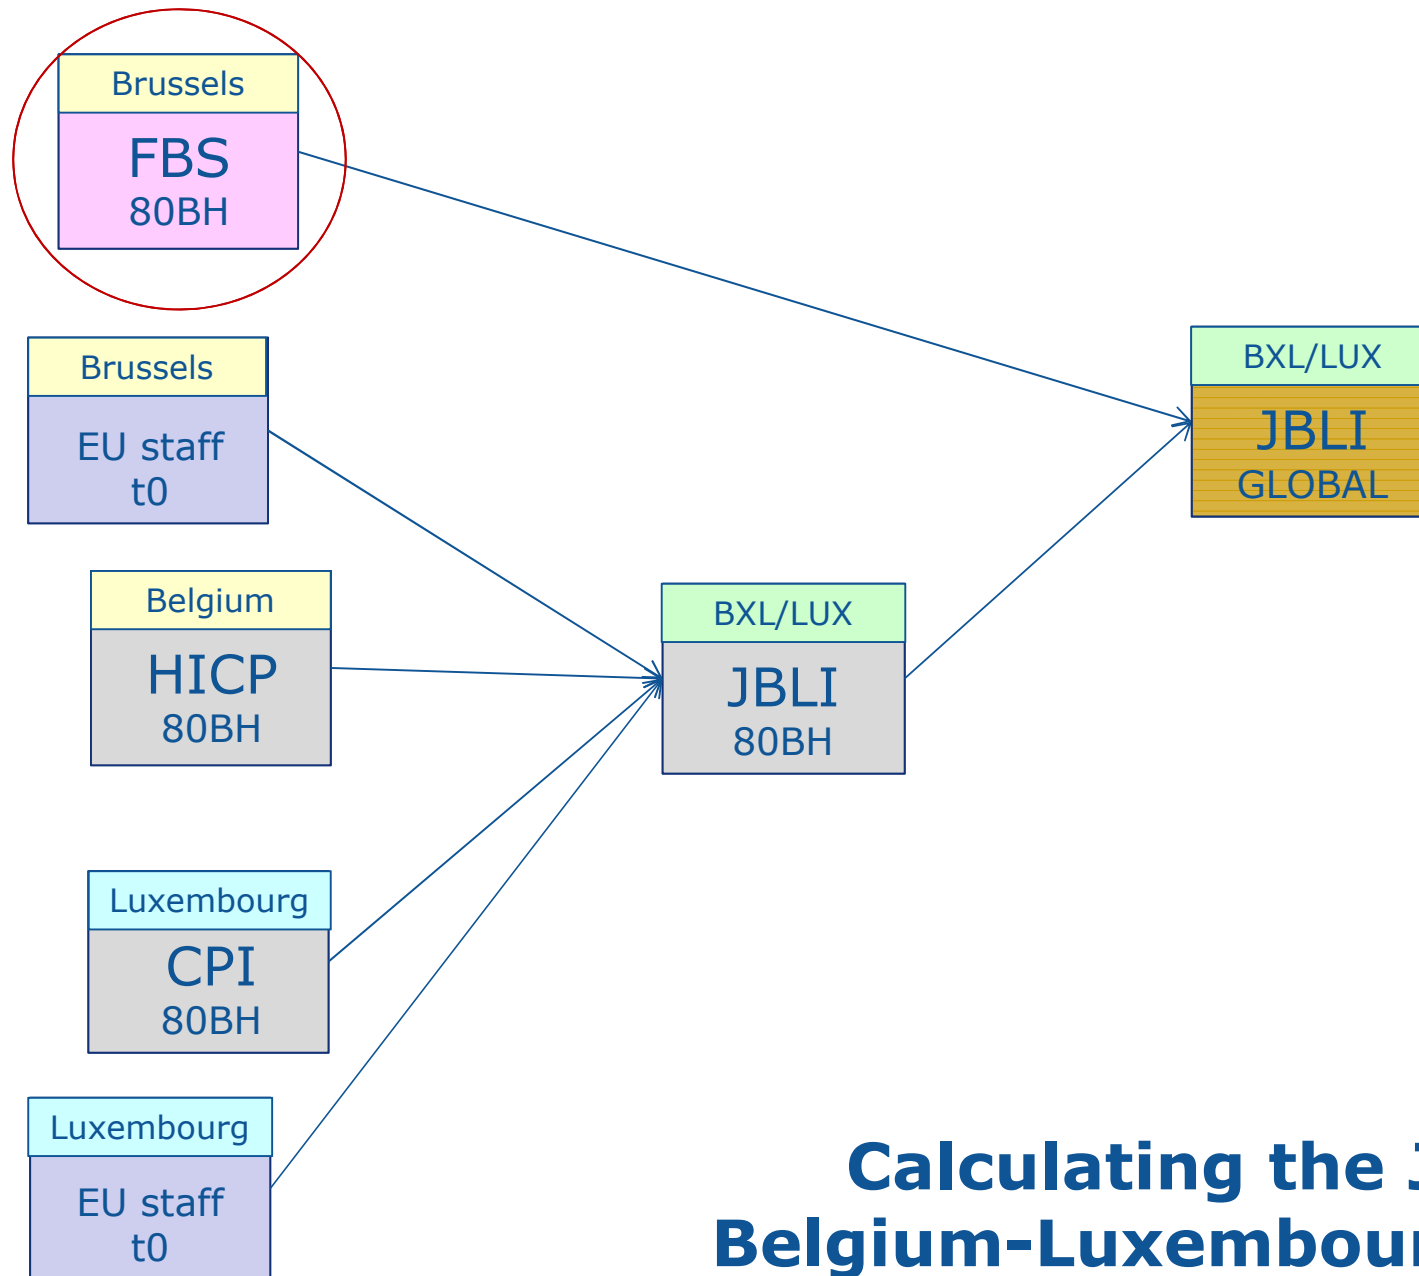 Brussels
FBS
80BH
Brussels
EU staff
t0
BXL/LUX
JBLI
GLOBAL
Belgium
HICP
80BH
BXL/LUX
JBLI
80BH
Luxembourg
CPI
80BH
Luxembourg
EU staff
t0
Calculating the
Belgium-Luxembour